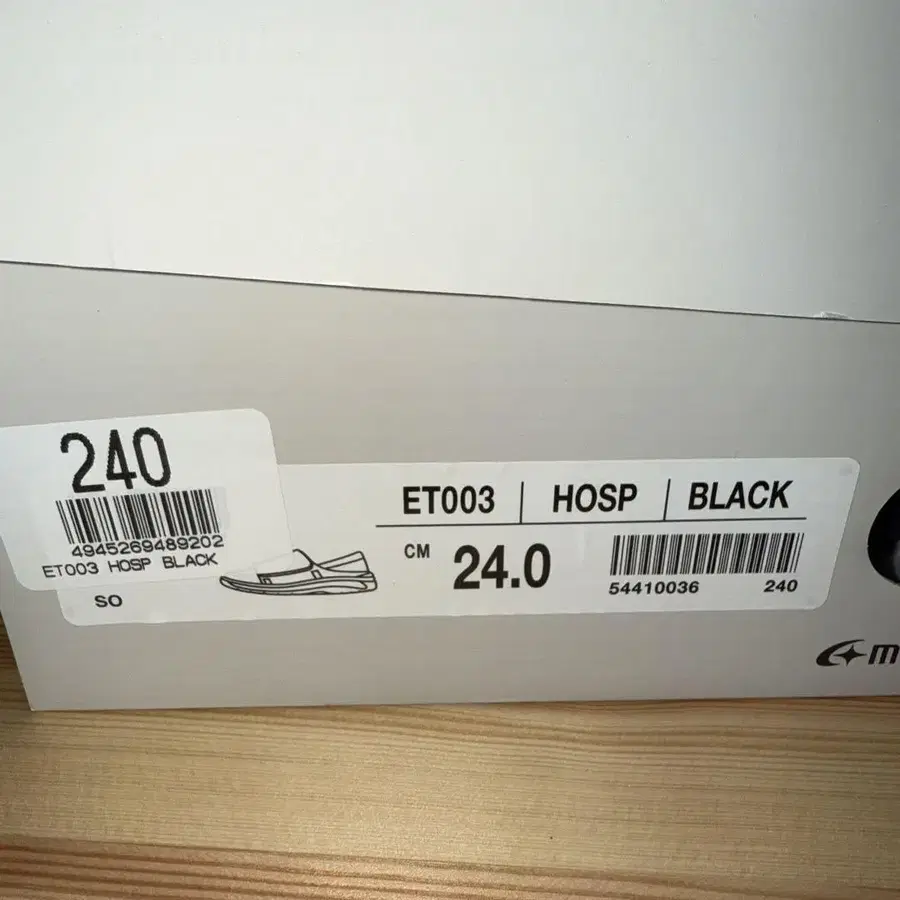 240
4945269489202
ET003 HOSP BLACK
SO
ET003 HOSP BLACK
CM 24.0
54410036 240